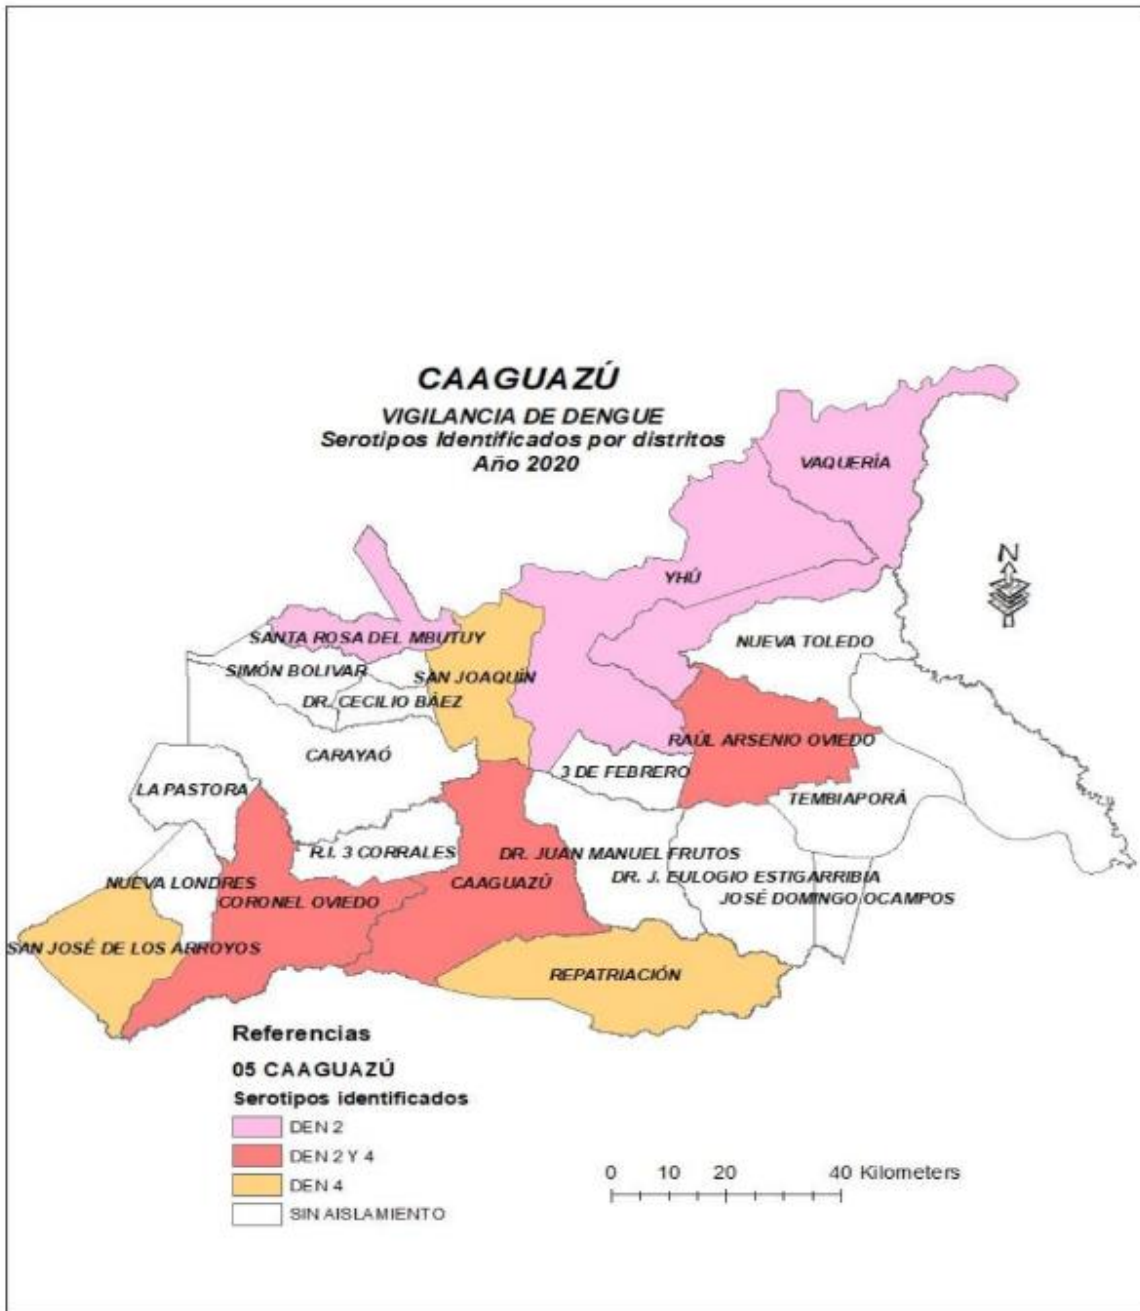 CAAGUAZÚ
VIGILANCIA DE DENGUE
Serotipos Identificados por distritos
Año 2020
VAQUERÍA
N
YHÚ
SANTA ROSA DEL MBUTUY
NUEVA TOLEDO
SIMÓN BOLIVAR
SAN JOAQUÍN
DR. CECILIO BÁEZ
RAÚL ARSENIO OVIEDO
CARAYAÓ
3 DE FEBRERO
LA PASTORA
TEMBIAPORÁ
R.I. 3 CORRALES
DR. JUAN MANUEL FRUTOS
NUEVA LONDRES
CAAGUAZÚ
DR. J. EULOGIO ESTIGARRIBIA
CORONEL OVIEDO
JOSÉ DOMINGO OCAMPOS
SAN JOSÉ DE LOS ARROYOS
REPATRIACIÓN
Referencias
05 CAAGUAZÚ
Serotipos identificados
DEN 2
DEN 2 Y 4
DEN 4
SIN AISLAMIENTO
0 10 20 40 Kilometers